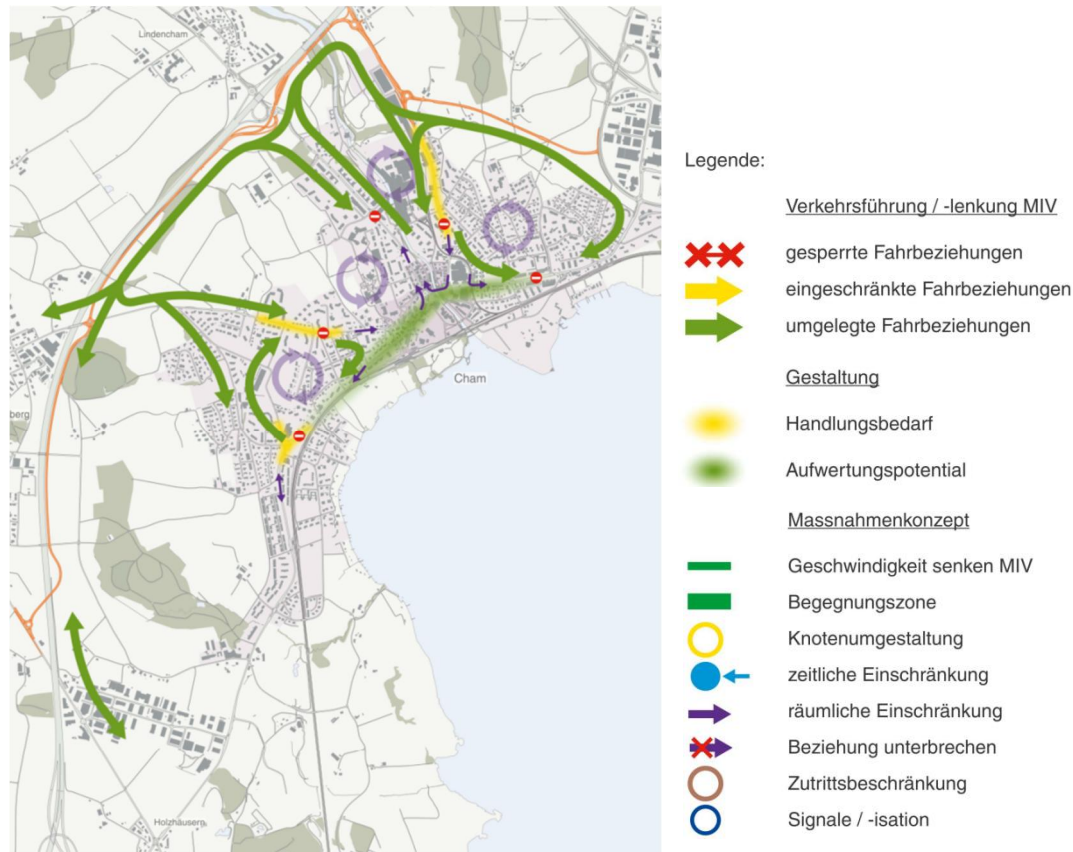 Lindencham
Cham
berg
Holzhäusern
Legende:
Verkehrsführung / -lenkung MIV
gesperrte Fahrbeziehungen
eingeschränkte Fahrbeziehungen
umgelegte Fahrbeziehungen
Gestaltung
Handlungsbedarf
Aufwertungspotential
Massnahmenkonzept
Geschwindigkeit senken MIV
Begegnungszone
Knotenumgestaltung
zeitliche Einschränkung
räumliche Einschränkung
Beziehung unterbrechen
Zutrittsbeschränkung
Signale / -isation